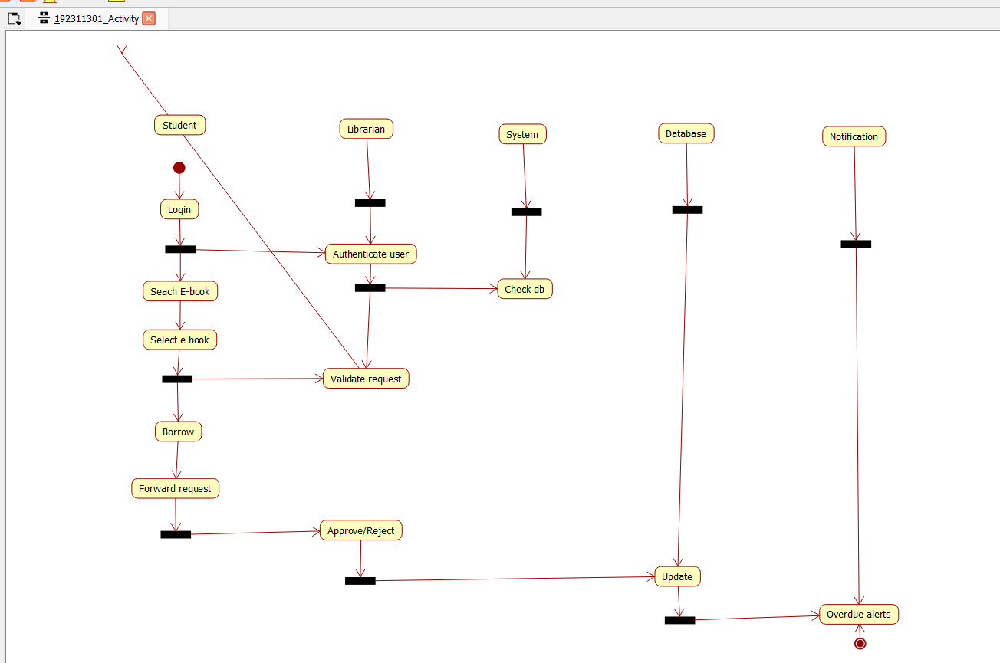 192311301_Activity
Student
Librarian
System
Database
Notification
Login
Authenticate user
Seach E-book
Check db
Select e book
Validate request
Borrow
Forward request
Approve/Reject
Update
Overdue alerts